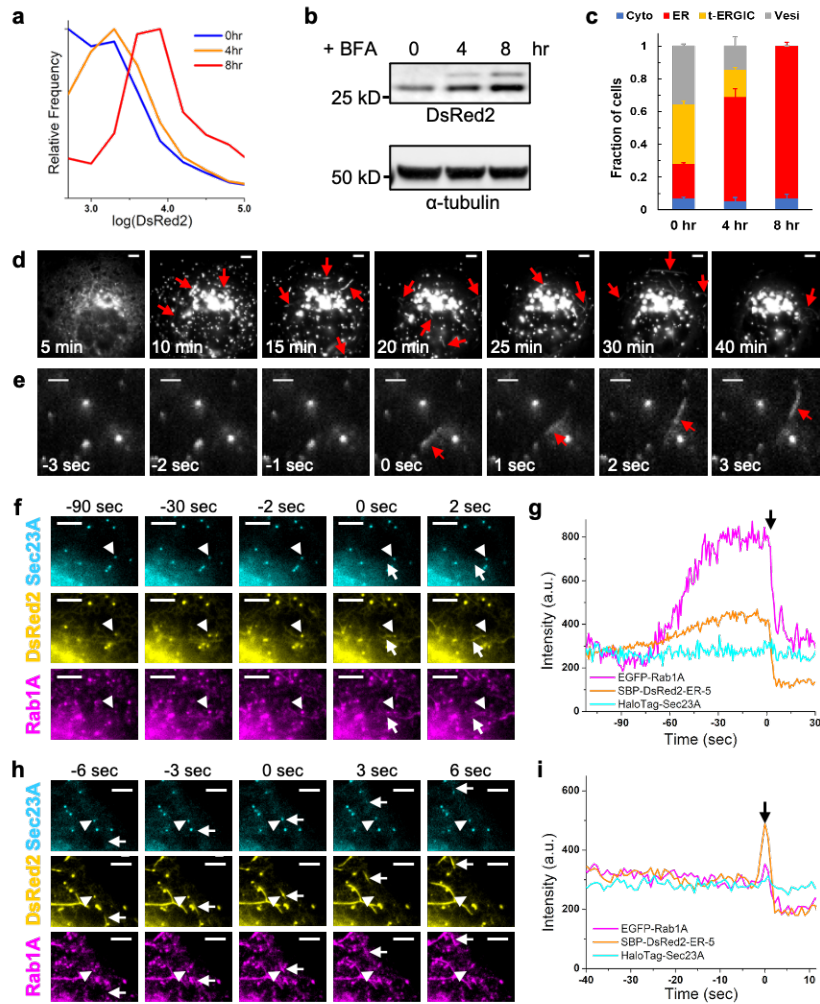 a
Relative Frequency
0hr
4hr
8hr
3.0 4.0 5.0
log(DsRed2)
b
+ BFA 0 4 8 hr
25 kD
DsRed2
50 kD
α-tubulin
c
Cyto ER t-ERGIC Vesi
Fraction of cells
1
0.8
0.6
0.4
0.2
0
0 hr 4 hr 8 hr
d
5 min 10 min 15 min 20 min 25 min 30 min 40 min
e
-3 sec -2 sec -1 sec 0 sec 1 sec 2 sec 3 sec
f
-90 sec -30 sec -2 sec 0 sec 2 sec
Sec23A
DsRed2
Rab1A
g
Intensity (a.u.)
800
600
400
200
0
EGFP-Rab1A
SBP-DsRed2-ER-5
HaloTag-Sec23A
-90 -60 -30 0 30
Time (sec)
h
-6 sec -3 sec 0 sec 3 sec 6 sec
Sec23A
DsRed2
Rab1A
i
Intensity (a.u.)
600
300
0
EGFP-Rab1A
SBP-DsRed2-ER-5
HaloTag-Sec23A
-40 -30 -20 -10 0 10
Time (sec)